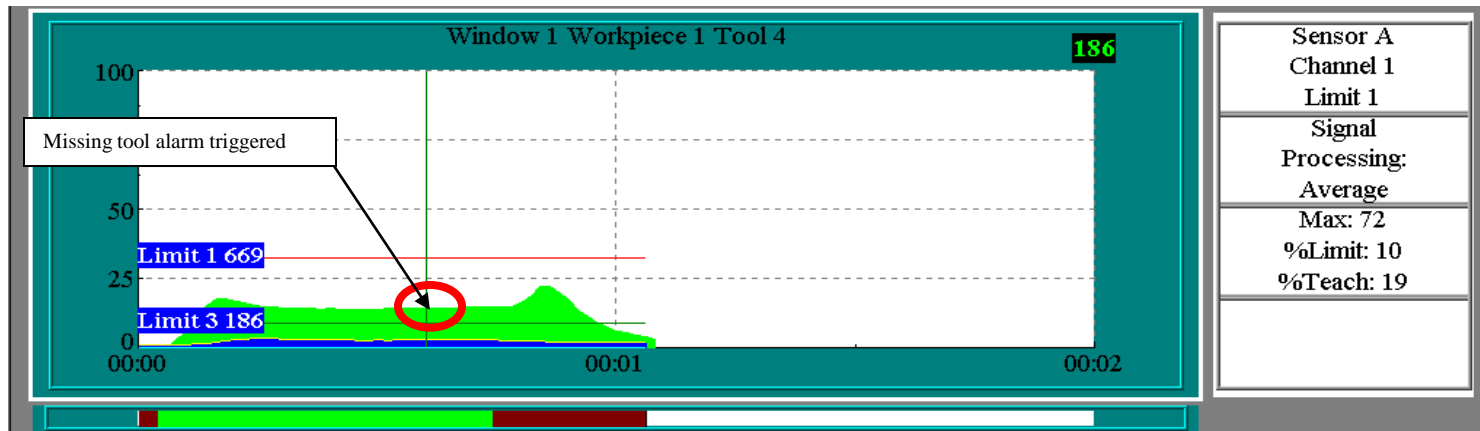 Window 1 Workpiece 1 Tool 4
186
100
Missing tool alarm triggered
50
Limit 1 669
25
Limit 3 186
0
00:00
00:01
00:02
Sensor A
Channel 1
Limit 1
Signal
Processing:
Average
Max: 72
%Limit: 10
%Teach: 19